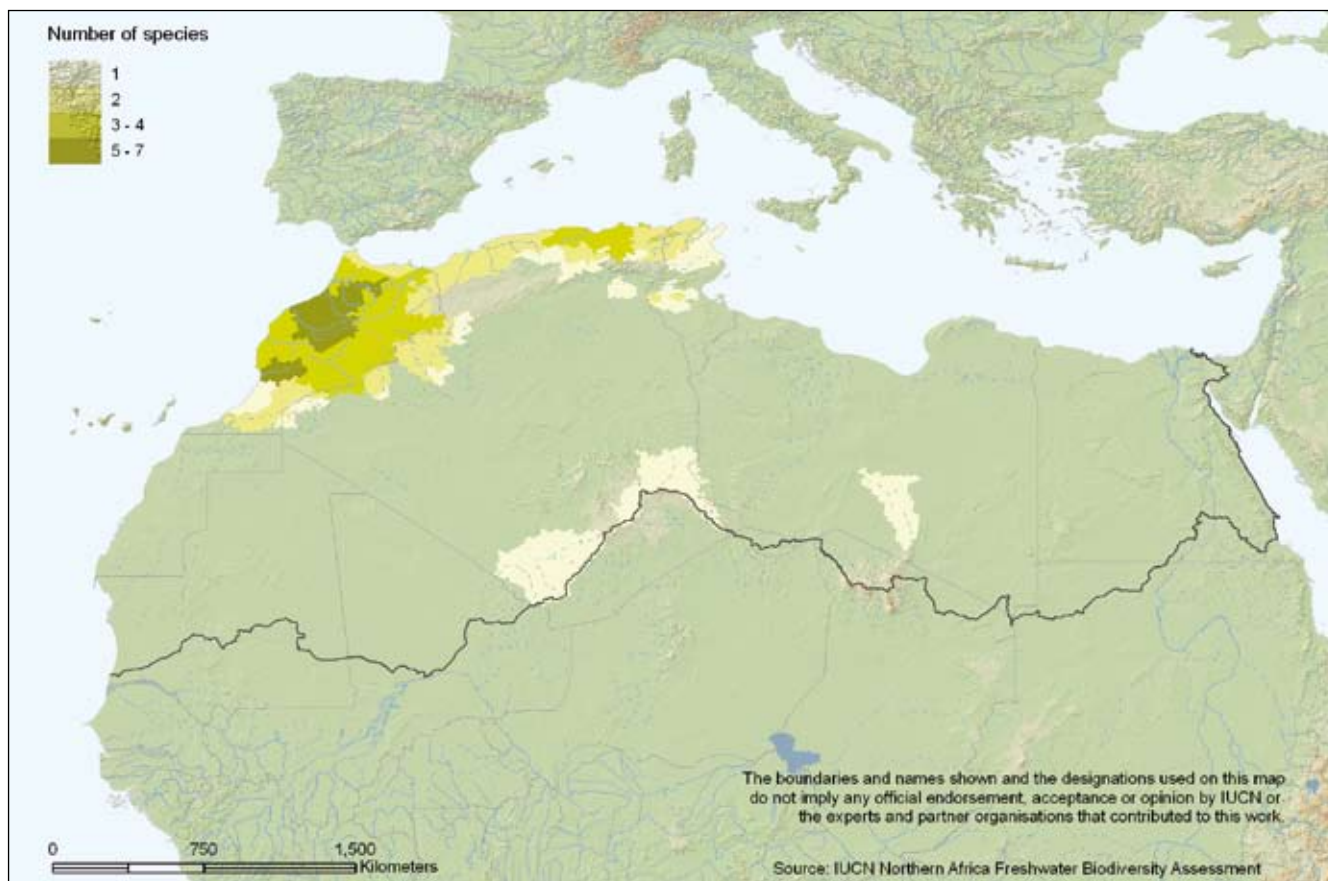 Number of species
1
2
3 - 4
5 - 7
The boundaries and names shown and the designations used on this map
do not imply any official endorsement, acceptance or opinion by IUCN or
the experts and partner organisations that contributed to this work.
0 750 1,500
Kilometers
Source: IUCN Northern Africa Freshwater Biodiversity Assessment